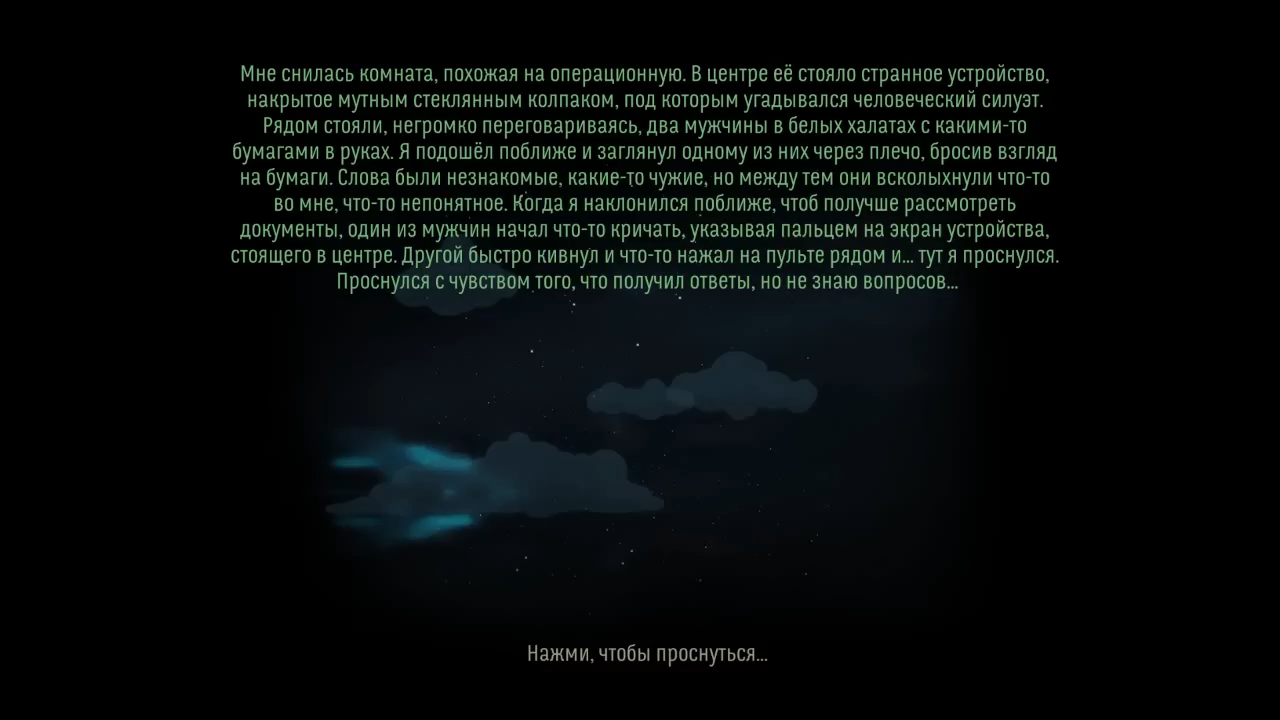 Мне снилась комната, похожая на операционную. В центре её стояло странное устройство,
накрытое мутным стеклянным колпаком, под которым угадывался человеческий силуэт.
Рядом стояли, негромко переговариваясь, два мужчины в белых халатах с какими-то
бумагами в руках. Я подошёл поближе и заглянул одному из них через плечо, бросив взгляд
на бумаги. Слова были незнакомые, какие-то чужие, но между тем они всколыхнули что-то
во мне, что-то непонятное. Когда я наклонился поближе, чтоб получше рассмотреть
документы, один из мужчин начал что-то кричать, указывая пальцем на экран устройства,
стоящего в центре. Другой быстро кивнул и что-то нажал на пульте рядом и... тут я проснулся.
Проснулся с чувством того, что получил ответы, но не знаю вопросов...
Нажми, чтобы проснуться...